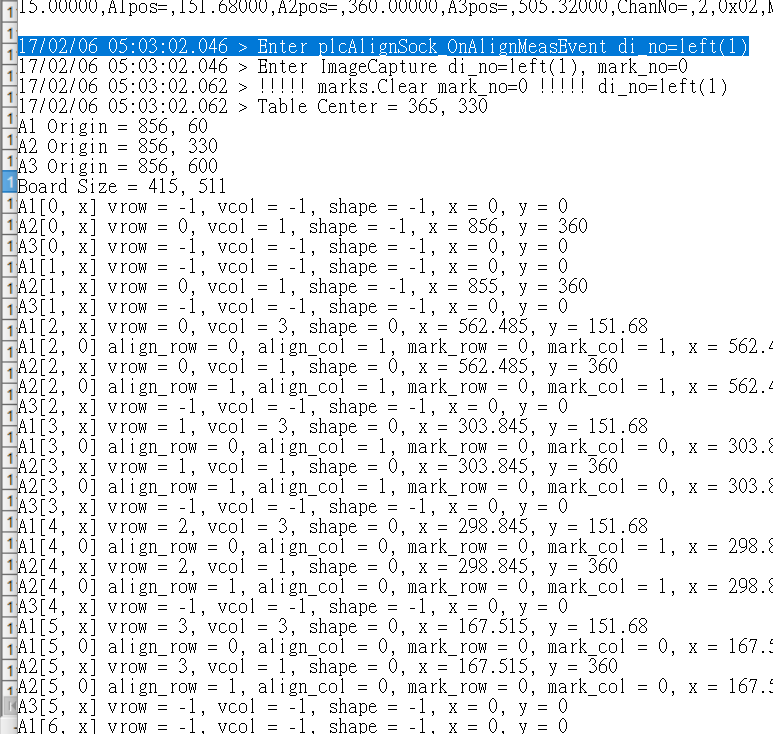 15.00000,A1pos=,151.68000,A2pos=,360.00000,A3pos=,505.32000,ChanNo=,2,0x02,M
17/02/06 05:03:02.046 > Enter plcAlignSock_OnAlignMeasEvent di_no=left(1)
17/02/06 05:03:02.046 > Enter ImageCapture di_no=left(1), mark_no=0
17/02/06 05:03:02.062 > !!!!! marks.Clear mark_no=0 !!!!! di_no=left(1)
17/02/06 05:03:02.062 > Table Center = 365, 330
A1 Origin = 856, 60
A2 Origin = 856, 330
A3 Origin = 856, 600
Board Size = 415, 511
A1[0, x] vrow = -1, vcol = -1, shape = -1, x = 0, y = 0
A2[0, x] vrow = 0, vcol = 1, shape = -1, x = 856, y = 360
A3[0, x] vrow = -1, vcol = -1, shape = -1, x = 0, y = 0
A1[1, x] vrow = -1, vcol = -1, shape = -1, x = 0, y = 0
A2[1, x] vrow = 0, vcol = 1, shape = -1, x = 855, y = 360
A3[1, x] vrow = -1, vcol = -1, shape = -1, x = 0, y = 0
A1[2, x] vrow = 0, vcol = 3, shape = 0, x = 562.485, y = 151.68
A1[2, 0] align_row = 0, align_col = 1, mark_row = 0, mark_col = 1, x = 562.4
A2[2, x] vrow = 0, vcol = 1, shape = 0, x = 562.485, y = 360
A2[2, 0] align_row = 1, align_col = 1, mark_row = 0, mark_col = 1, x = 562.4
A3[2, x] vrow = -1, vcol = -1, shape = -1, x = 0, y = 0
A1[3, x] vrow = 1, vcol = 3, shape = 0, x = 303.845, y = 151.68
A1[3, 0] align_row = 0, align_col = 1, mark_row = 0, mark_col = 0, x = 303.8
A2[3, x] vrow = 1, vcol = 1, shape = 0, x = 303.845, y = 360
A2[3, 0] align_row = 1, align_col = 1, mark_row = 0, mark_col = 0, x = 303.8
A3[3, x] vrow = -1, vcol = -1, shape = -1, x = 0, y = 0
A1[4, x] vrow = 2, vcol = 3, shape = 0, x = 298.845, y = 151.68
A1[4, 0] align_row = 0, align_col = 0, mark_row = 0, mark_col = 1, x = 298.8
A2[4, x] vrow = 2, vcol = 1, shape = 0, x = 298.845, y = 360
A2[4, 0] align_row = 1, align_col = 0, mark_row = 0, mark_col = 1, x = 298.8
A3[4, x] vrow = -1, vcol = -1, shape = -1, x = 0, y = 0
A1[5, x] vrow = 3, vcol = 3, shape = 0, x = 167.515, y = 151.68
A1[5, 0] align_row = 0, align_col = 0, mark_row = 0, mark_col = 0, x = 167.5
A2[5, x] vrow = 3, vcol = 1, shape = 0, x = 167.515, y = 360
A2[5, 0] align_row = 1, align_col = 0, mark_row = 0, mark_col = 0, x = 167.5
A3[5, x] vrow = -1, vcol = -1, shape = -1, x = 0, y = 0
A1[6, x] vrow = -1, vcol = -1, shape = -1, x = 0, y = 0